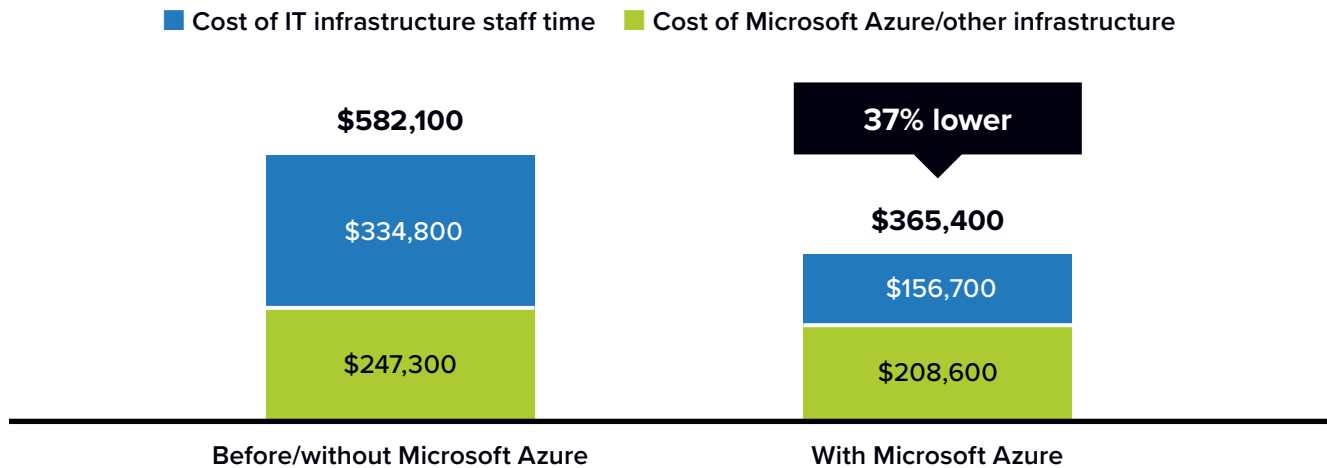 Cost of IT infrastructure staff time Cost of Microsoft Azure/other infrastructure
$582,100
37% lower
$365,400
$334,800
$156,700
$247,300
$208,600
Before/without Microsoft Azure
With Microsoft Azure